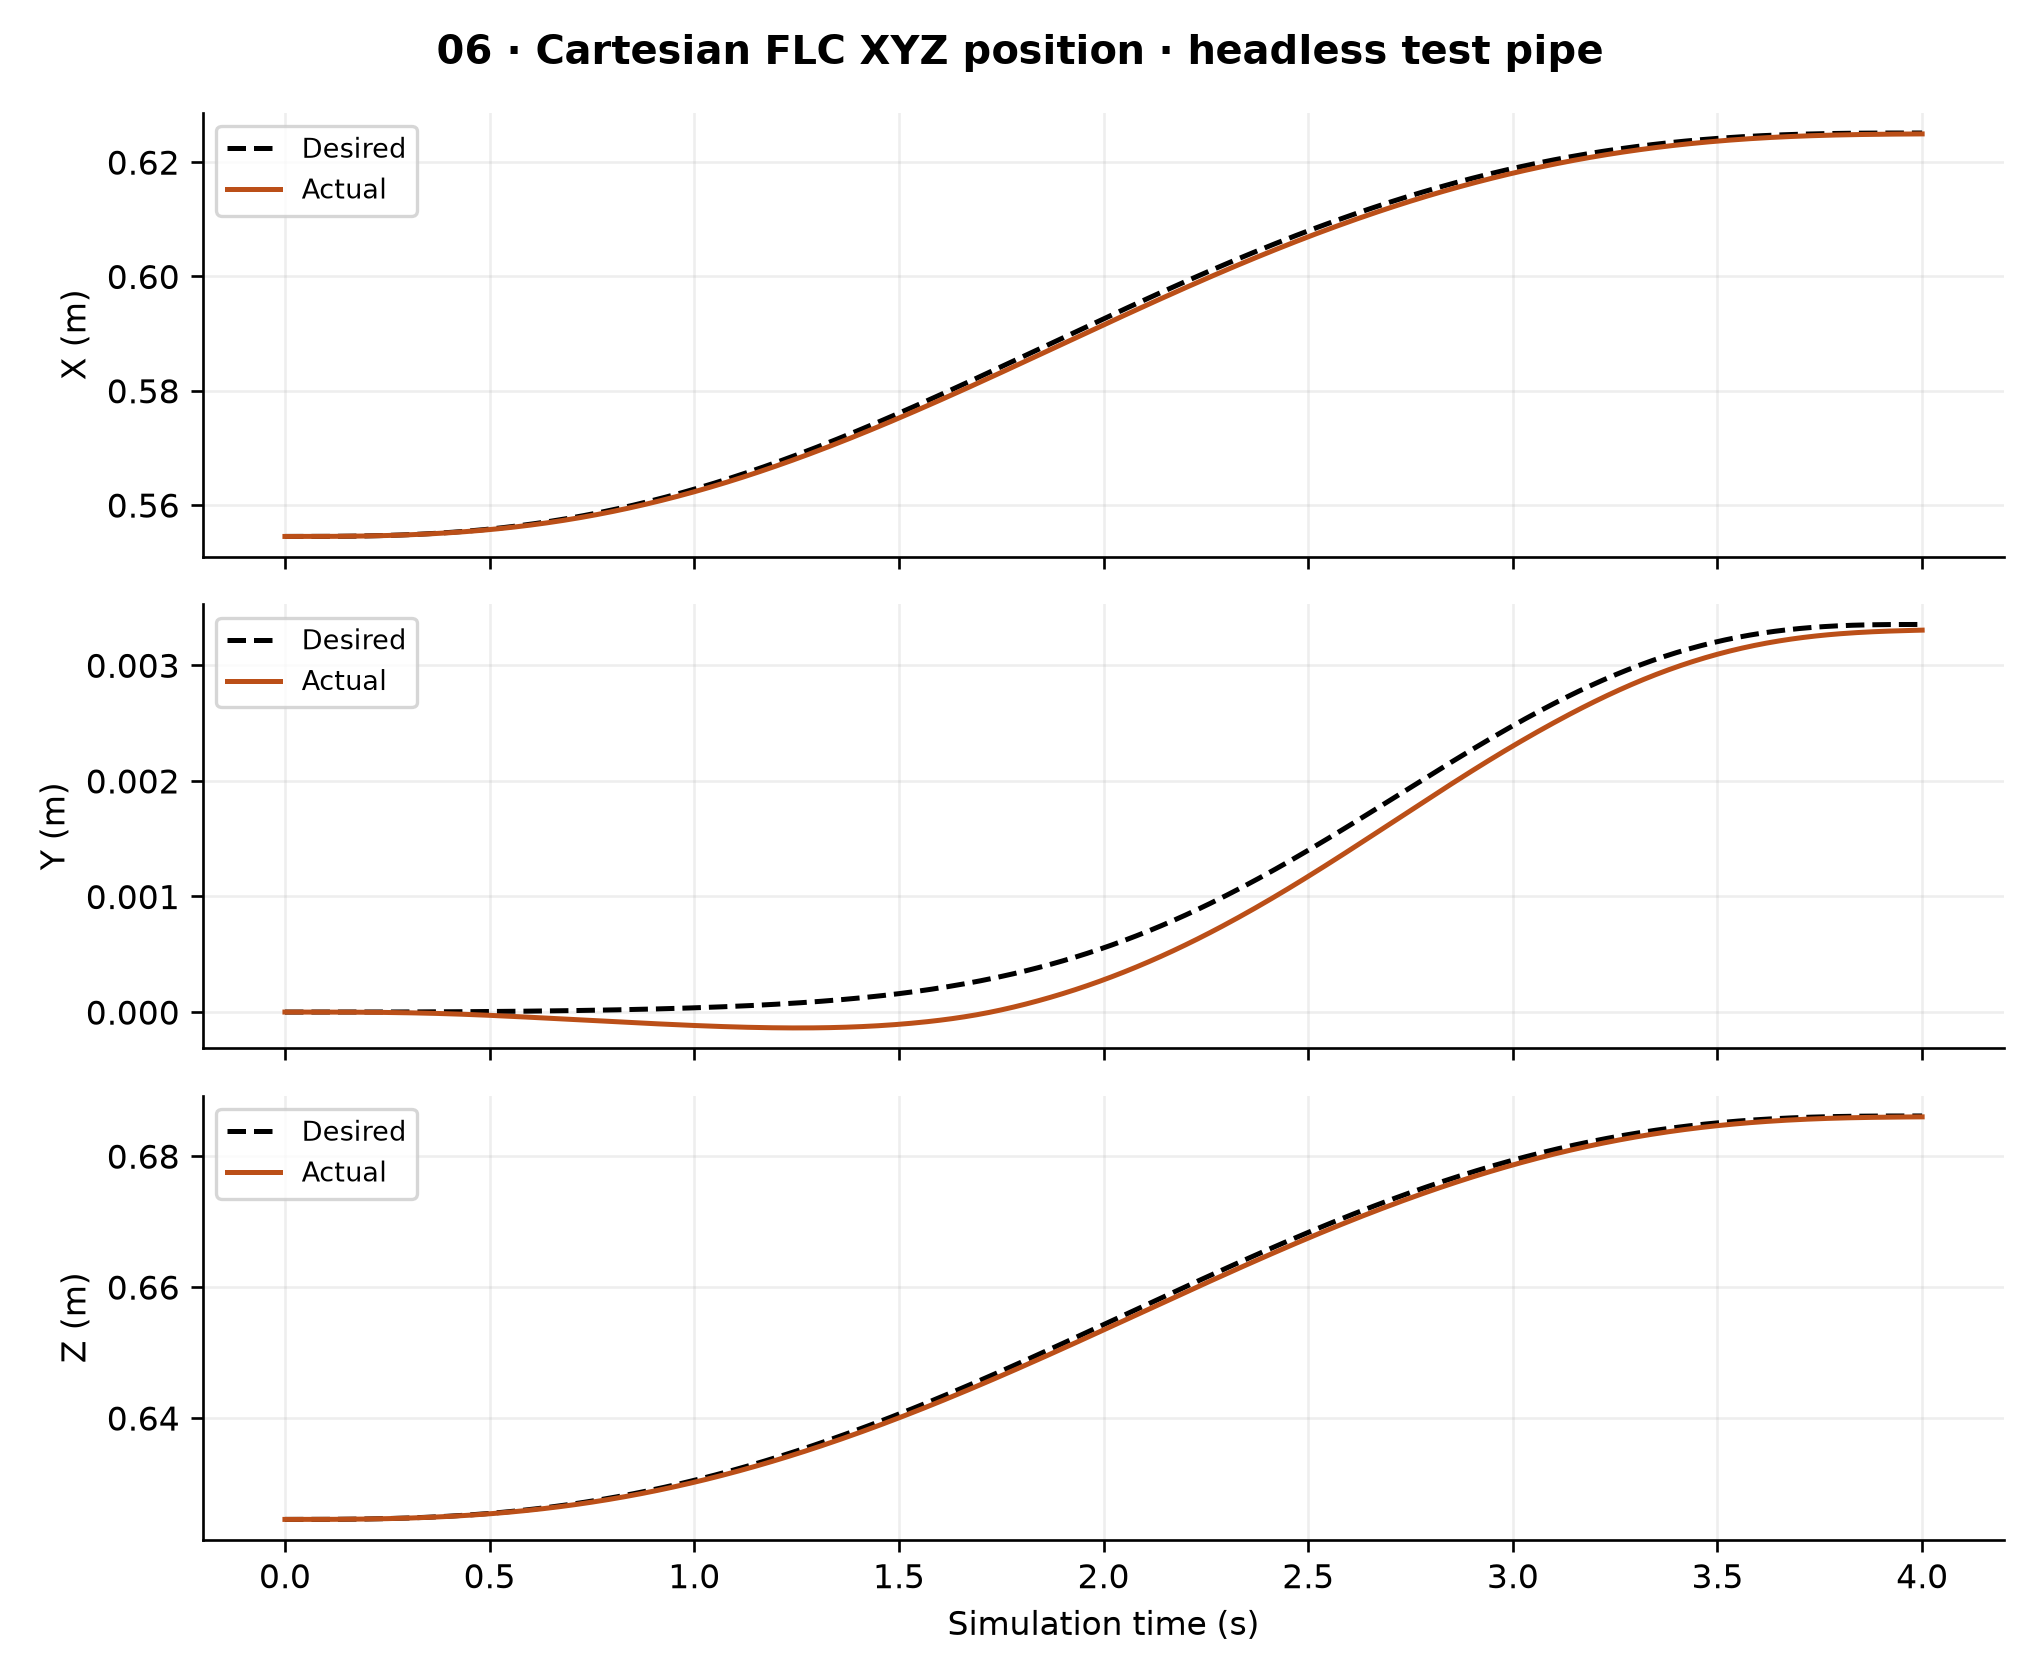 06 · Cartesian FLC XYZ position · headless test pipe
Desired
Actual
X (m)
0.62
0.60
0.58
0.56
Desired
Actual
Y (m)
0.003
0.002
0.001
0.000
Desired
Actual
Z (m)
0.68
0.66
0.64
0.0 0.5 1.0 1.5 2.0 2.5 3.0 3.5 4.0
Simulation time (s)